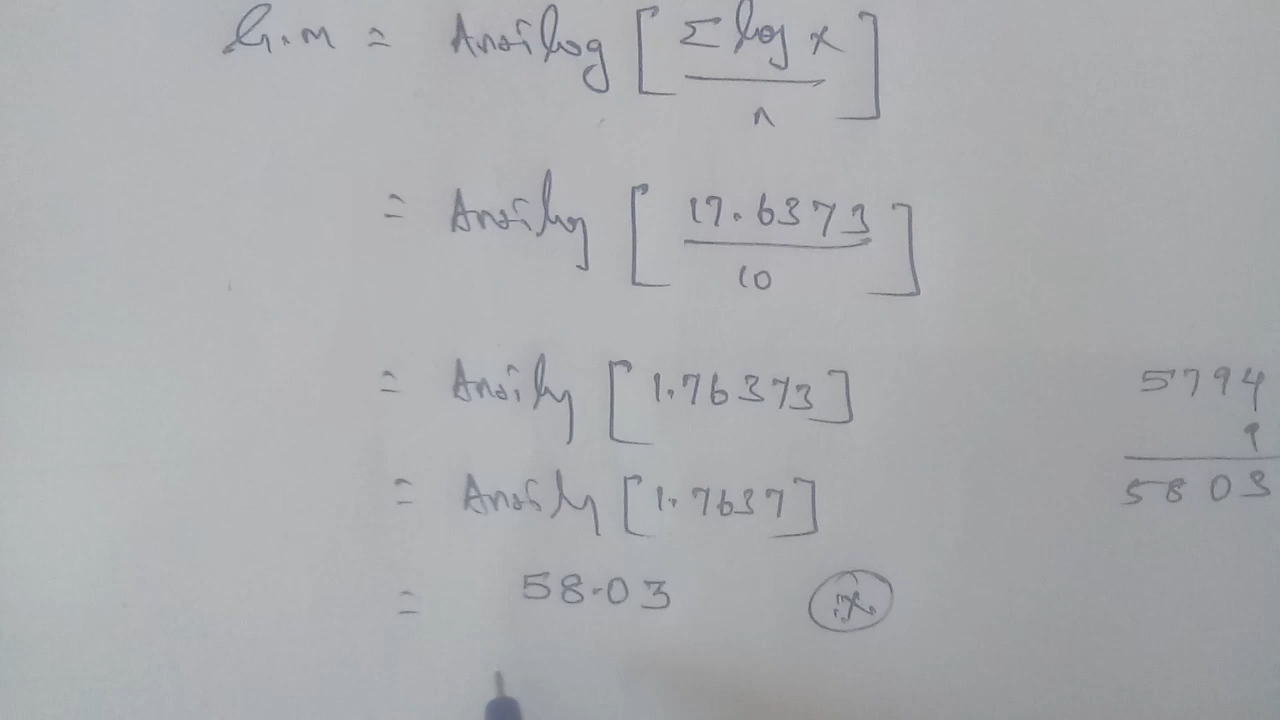 G.M = Antilog [ Σ log x / n ]
= Antilog [ 17.6373 / 10 ]
= Antilog [1.76373]
= Antilog [1.7637]
= 58.03
5794
9
5803